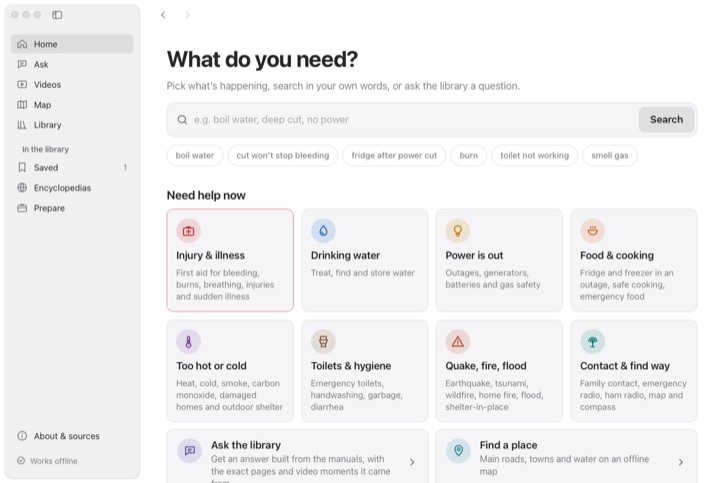 Home
Ask
Videos
Map
Library
In the library
Saved 1
Encyclopedias
Prepare
About & sources
Works offline
What do you need?
Pick what's happening, search in your own words, or ask the library a question.
e.g. boil water, deep cut, no power
Search
boil water
cut won't stop bleeding
fridge after power cut
burn
toilet not working
smell gas
Need help now
Injury & illness
First aid for bleeding,
burns, breathing, injuries
and sudden illness
Drinking water
Treat, find and store water
Power is out
Outages, generators,
batteries and gas safety
Food & cooking
Fridge and freezer in an
outage, safe cooking,
emergency food
Too hot or cold
Heat, cold, smoke, carbon
monoxide, damaged
homes and outdoor shelter
Toilets & hygiene
Emergency toilets,
handwashing, garbage,
diarrhea
Quake, fire, flood
Earthquake, tsunami,
wildfire, home fire, flood,
shelter-in-place
Contact & find way
Family contact, emergency
radio, ham radio, map and
compass
Ask the library
Get an answer built from the manuals, with
the exact pages and video moments it came
Find a place
Main roads, towns and water on an offline
map